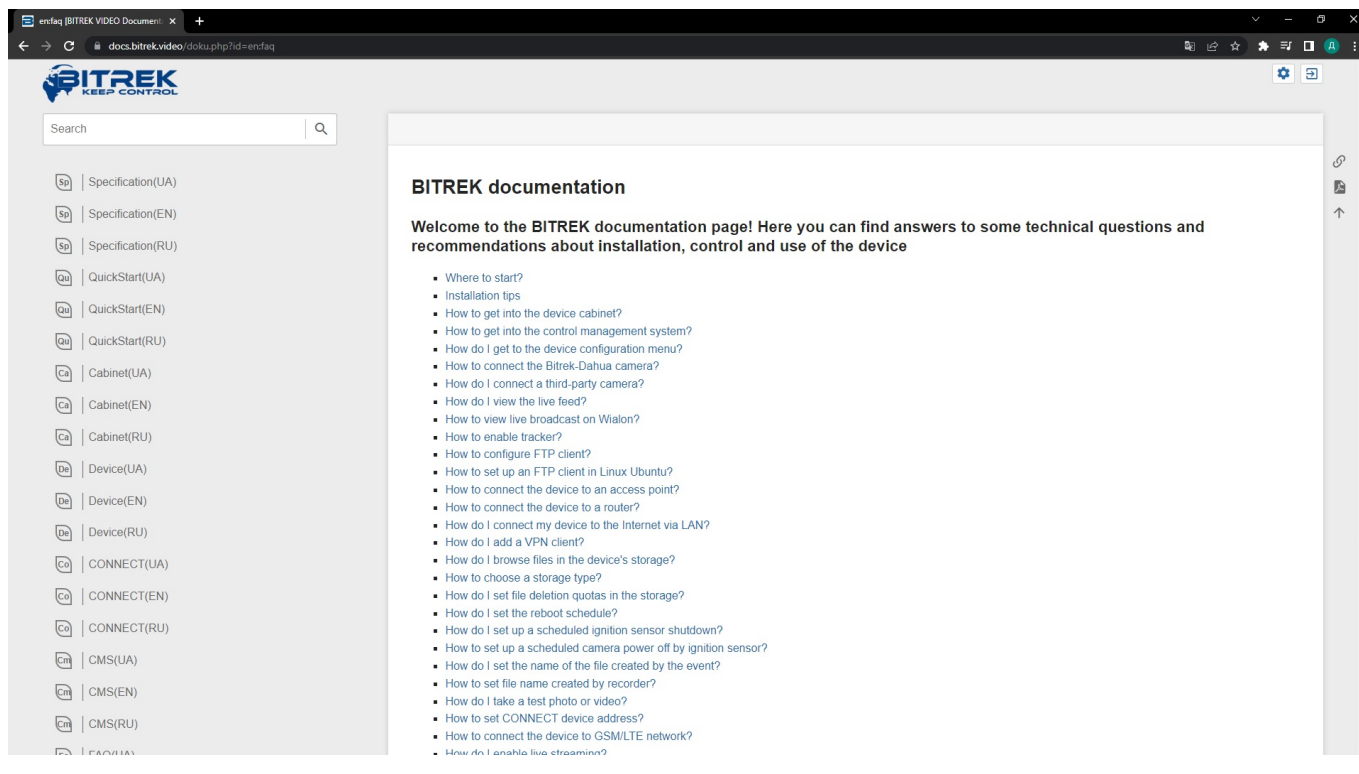 en:faq [BITREK VIDEO Document
docs.bitrek.video/doku.php?id=en:faq
Д
BITREK
KEEP CONTROL
Search
Sp Specification(UA)
Sp Specification(EN)
Sp Specification(RU)
Qu QuickStart(UA)
Qu QuickStart(EN)
Qu QuickStart(RU)
Ca Cabinet(UA)
Ca Cabinet(EN)
Ca Cabinet(RU)
De Device(UA)
De Device(EN)
De Device(RU)
Co CONNECT(UA)
Co CONNECT(EN)
Co CONNECT(RU)
Cm CMS(UA)
Cm CMS(EN)
Cm CMS(RU)
FAQ(UA)
BITREK documentation
Welcome to the BITREK documentation page! Here you can find answers to some technical questions and
recommendations about installation, control and use of the device
Where to start?
Installation tips
How to get into the device cabinet?
How to get into the control management system?
How do I get to the device configuration menu?
How to connect the Bitrek-Dahua camera?
How do I connect a third-party camera?
How do I view the live feed?
How to view live broadcast on Wialon?
How to enable tracker?
How to configure FTP client?
How to set up an FTP client in Linux Ubuntu?
How to connect the device to an access point?
How to connect the device to a router?
How do I connect my device to the Internet via LAN?
How do I add a VPN client?
How do I browse files in the device's storage?
How to choose a storage type?
How do I set file deletion quotas in the storage?
How do I set the reboot schedule?
How do I set up a scheduled ignition sensor shutdown?
How to set up a scheduled camera power off by ignition sensor?
How do I set the name of the file created by the event?
How to set file name created by recorder?
How do I take a test photo or video?
How to set CONNECT device address?
How to connect the device to GSM/LTE network?
How do I enable live streaming?